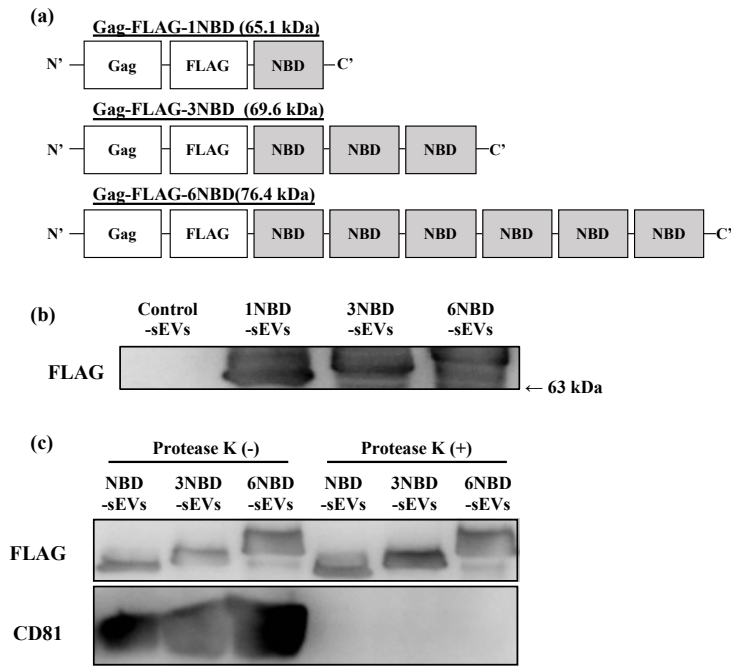 (a)
Gag-FLAG-1NBD (65.1 kDa)
N' Gag FLAG NBD C'
Gag-FLAG-3NBD (69.6 kDa)
N' Gag FLAG NBD NBD NBD C'
Gag-FLAG-6NBD(76.4 kDa)
N' Gag FLAG NBD NBD NBD NBD NBD NBD C'
(b)
Control 1NBD 3NBD 6NBD
-sEVs -sEVs -sEVs -sEVs
FLAG
← 63 kDa
(c)
Protease K (-) Protease K (+)
NBD 3NBD 6NBD NBD 3NBD 6NBD
-sEVs -sEVs -sEVs -sEVs -sEVs -sEVs
FLAG
CD81